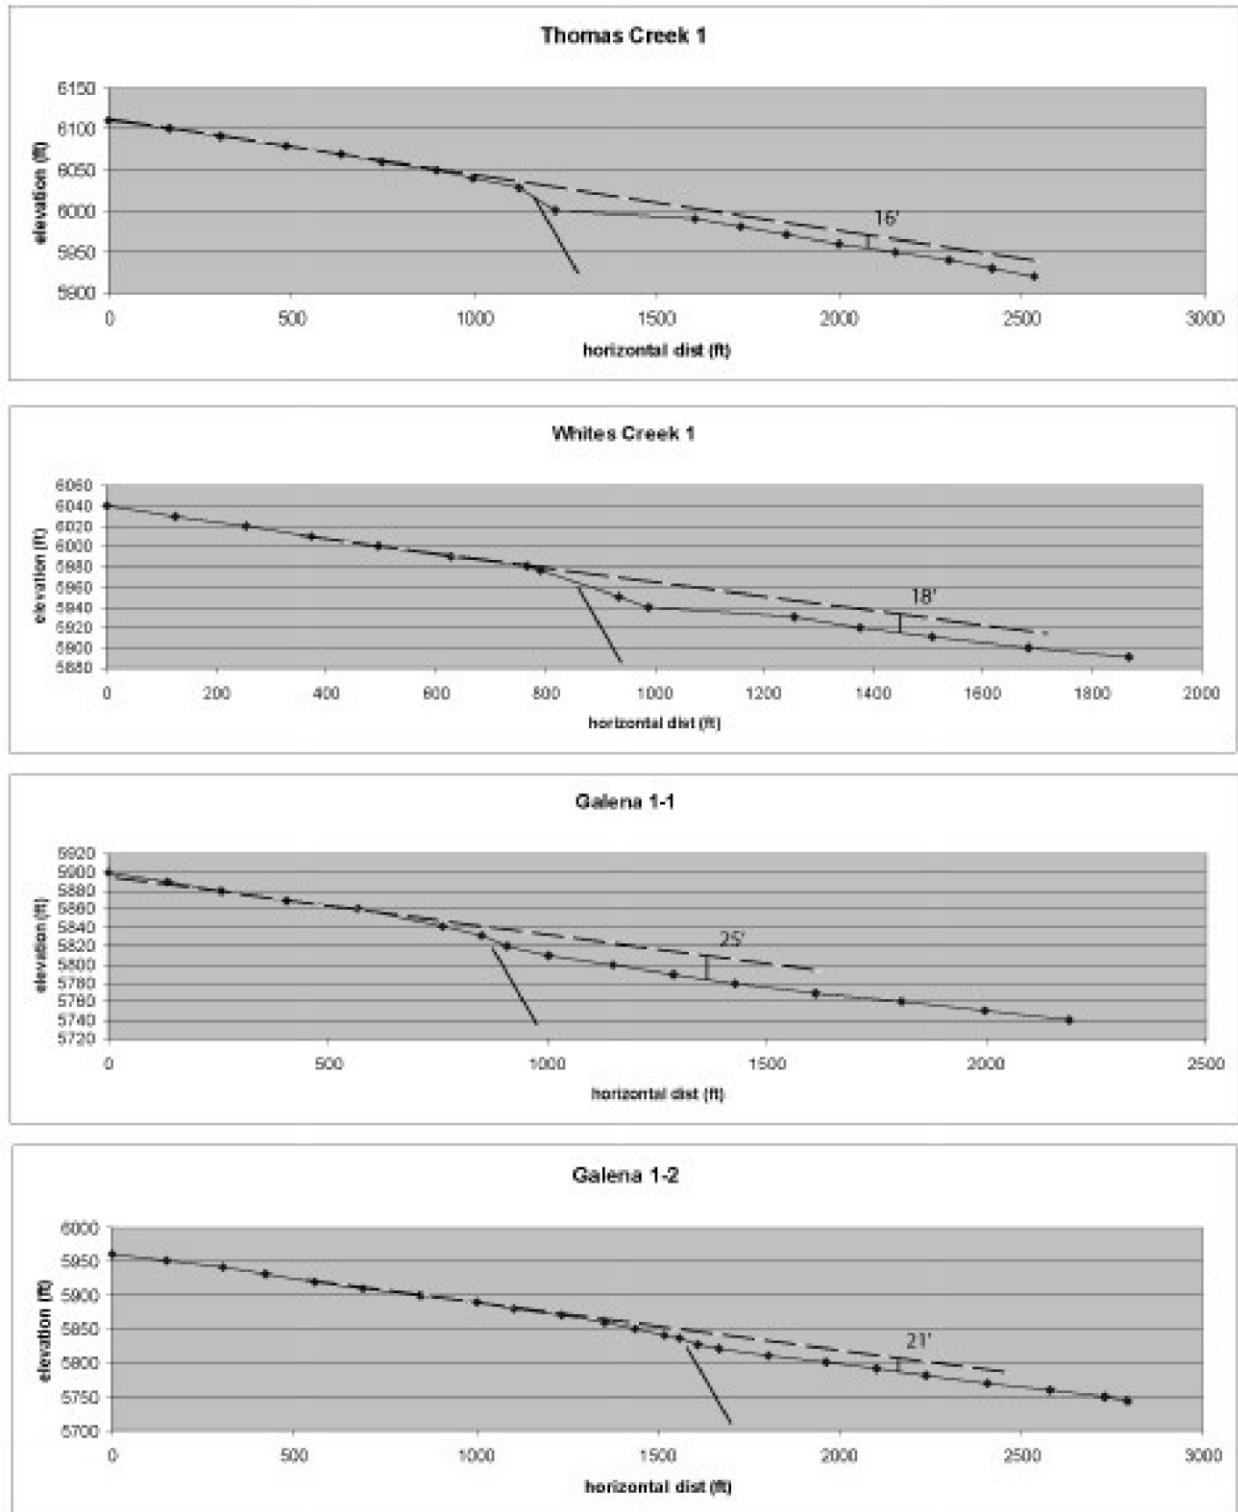 Thomas Creek 1
6150
6100
6050
6000
5950
5900
elevation (ft)
16'
0 500 1000 1500 2000 2500 3000
horizontal dist (ft)
Whites Creek 1
6060
6040
6020
6000
5980
5960
5940
5920
5900
5880
elevation (ft)
18'
0 200 400 600 800 1000 1200 1400 1600 1800 2000
horizontal dist (ft)
Galena 1-1
5920
5900
5880
5860
5840
5820
5800
5780
5760
5740
5720
elevation (ft)
25'
0 500 1000 1500 2000 2500
horizontal dist (ft)
Galena 1-2
6000
5950
5900
5850
5800
5750
5700
elevation (ft)
21'
0 500 1000 1500 2000 2500 3000
horizontal dist (ft)